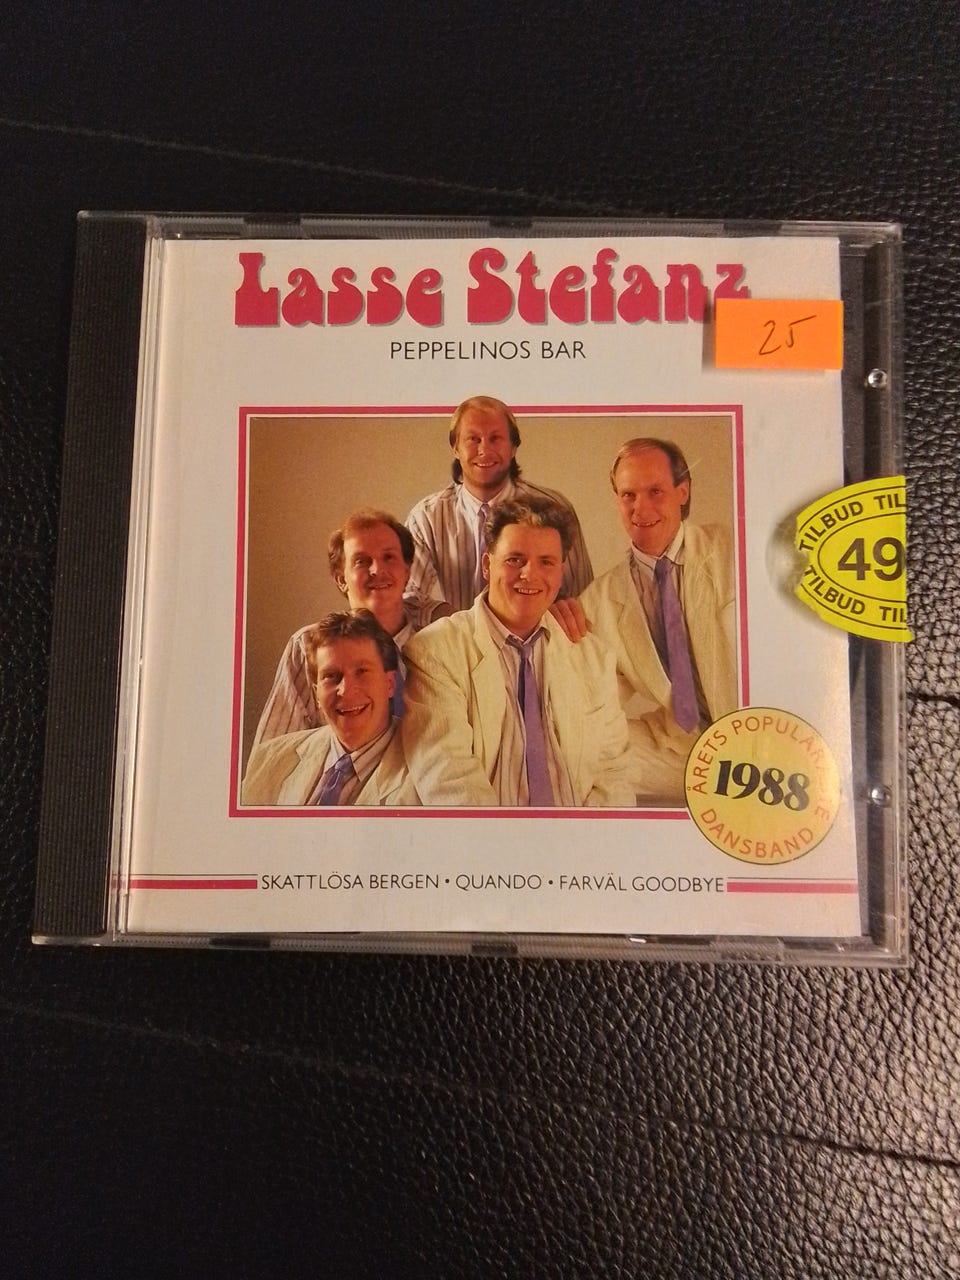 Lasse Stefanz
PEPPELINOS BAR
25
TILBUD TIL
49
TILBUD TIL
ÅRETS POPULÄRASTE
1988
DANSBAND
SKATTLÖSA BERGEN • QUANDO • FARVÄL GOODBYE